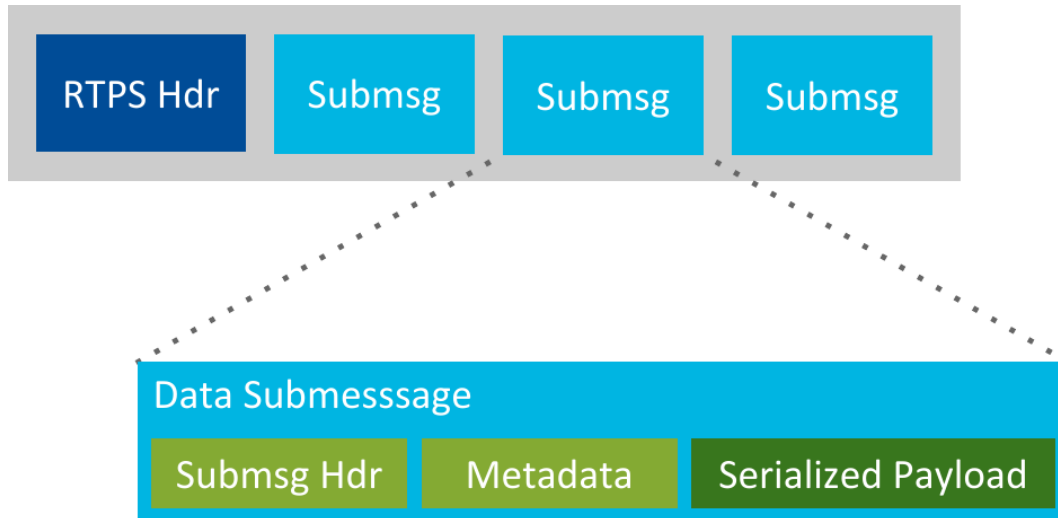 RTPS Hdr Submsg Submsg Submsg
Data Submesssage
Submsg Hdr Metadata Serialized Payload